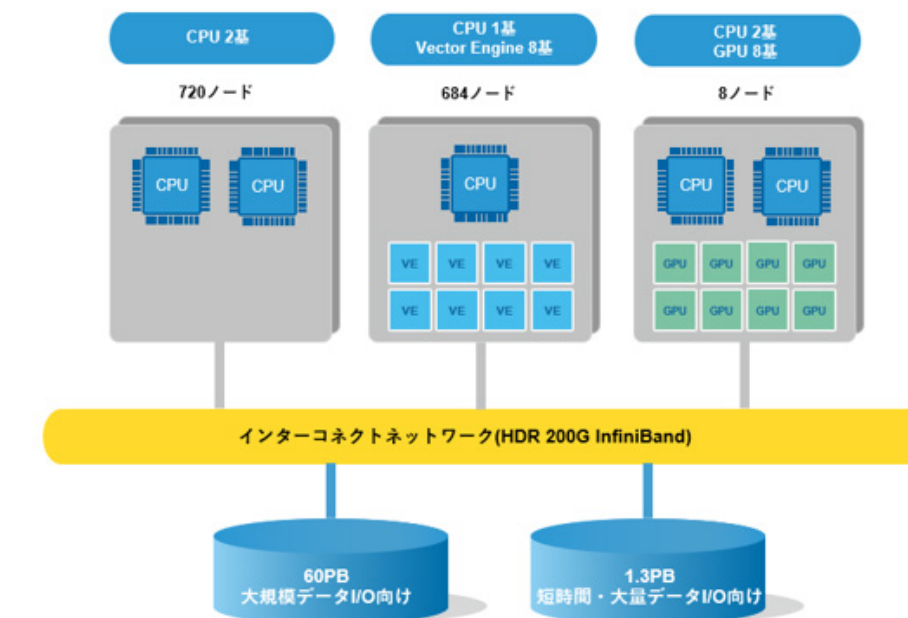 CPU 2基
CPU 1基
Vector Engine 8基
CPU 2基
GPU 8基
720ノード
684ノード
8ノード
CPU CPU
CPU
CPU CPU
VE VE VE VE
GPU GPU GPU GPU
VE VE VE VE
GPU GPU GPU GPU
インターコネクトネットワーク(HDR 200G InfiniBand)
60PB
大規模データI/O向け
1.3PB
短時間・大量データI/O向け